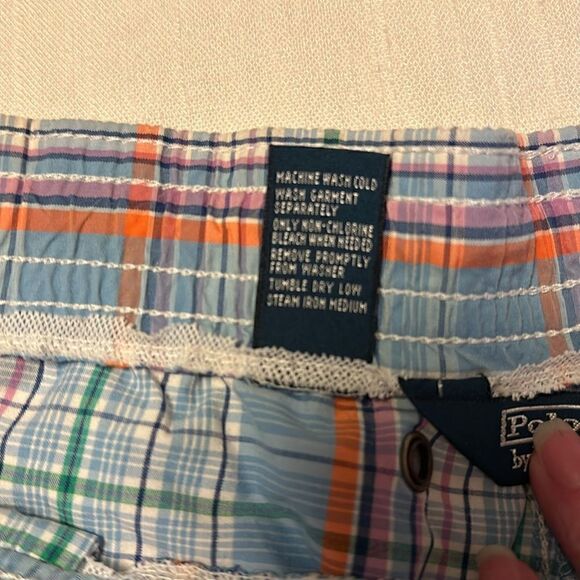 MACHINE WASH COLD
WASH GARMENT
SEPARATELY
ONLY NON-CHLORINE
BLEACH WHEN NEEDED
REMOVE PROMPTLY
FROM WASHER
TUMBLE DRY LOW
STEAM IRON MEDIUM
Polo
by